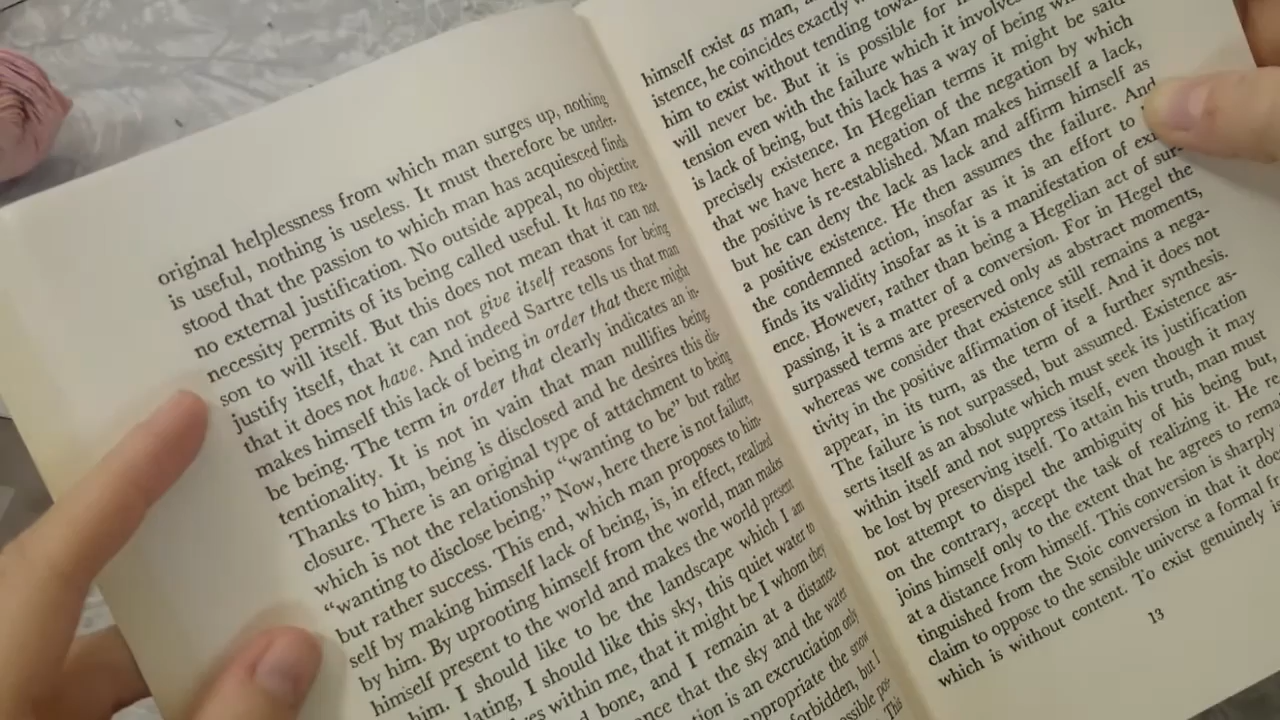 original helplessness from which man surges up, nothing
is useful, nothing is useless. It must therefore be under-
stood that the passion to which man has acquiesced finds
no external justification. No outside appeal, no objective
necessity permits of its being called useful. It has no rea-
son to will itself. But this does not mean that it can not
justify itself, that it can not give itself reasons for being
that it does not have. And indeed Sartre tells us that man
makes himself this lack of being in order that there might
be being. The term in order that clearly indicates an in-
tentionality. It is not in vain that man nullifies being.
Thanks to him, being is disclosed and he desires this dis-
closure. There is an original type of attachment to being
which is not the relationship "wanting to be" but rather
"wanting to disclose being." Now, here there is not failure,
but rather success. This end, which man proposes to him-
self by making himself lack of being, is, in effect, realized
by him. By uprooting himself from the world, man makes
himself present to the world and makes the world present
him. I should like to be the landscape which I am
lating, I should like this sky, this quiet water to
within me, that it might be I whom they
bone, and I remain at a distance.
that the sky and the water
is an excruciation only
appropriate the snow
forbidden, but I
possible pos-
This
himself exist as man,
istence, he coincides exactly
him to exist without tending
will never be. But it is possible for
tension even with the failure which it involves
is lack of being, but this lack has a way of being
precisely existence. In Hegelian terms it might be said
that we have here a negation of the negation by which
the positive is re-established. Man makes himself a lack,
but he can deny the lack as lack and affirm himself as
a positive existence. He then assumes the failure. And
the condemned action, insofar as it is an effort to
finds its validity insofar as it is a manifestation of
ence. However, rather than being a Hegelian act of sur-
passing, it is a matter of a conversion. For in Hegel the
surpassed terms are preserved only as abstract moments,
whereas we consider that existence still remains a nega-
tivity in the positive affirmation of itself. And it does not
appear, in its turn, as the term of a further synthesis.
The failure is not surpassed, but assumed. Existence as-
serts itself as an absolute which must seek its justification
within itself and not suppress itself, even though it may
be lost by preserving itself. To attain his truth, man must
not attempt to dispel the ambiguity of his being but,
on the contrary, accept the task of realizing it. He
joins himself only to the extent that he agrees to
at a distance from himself. This conversion is sharply
tinguished from the Stoic conversion in that it
claim to oppose to the sensible universe a formal
which is without content. To exist genuinely
13